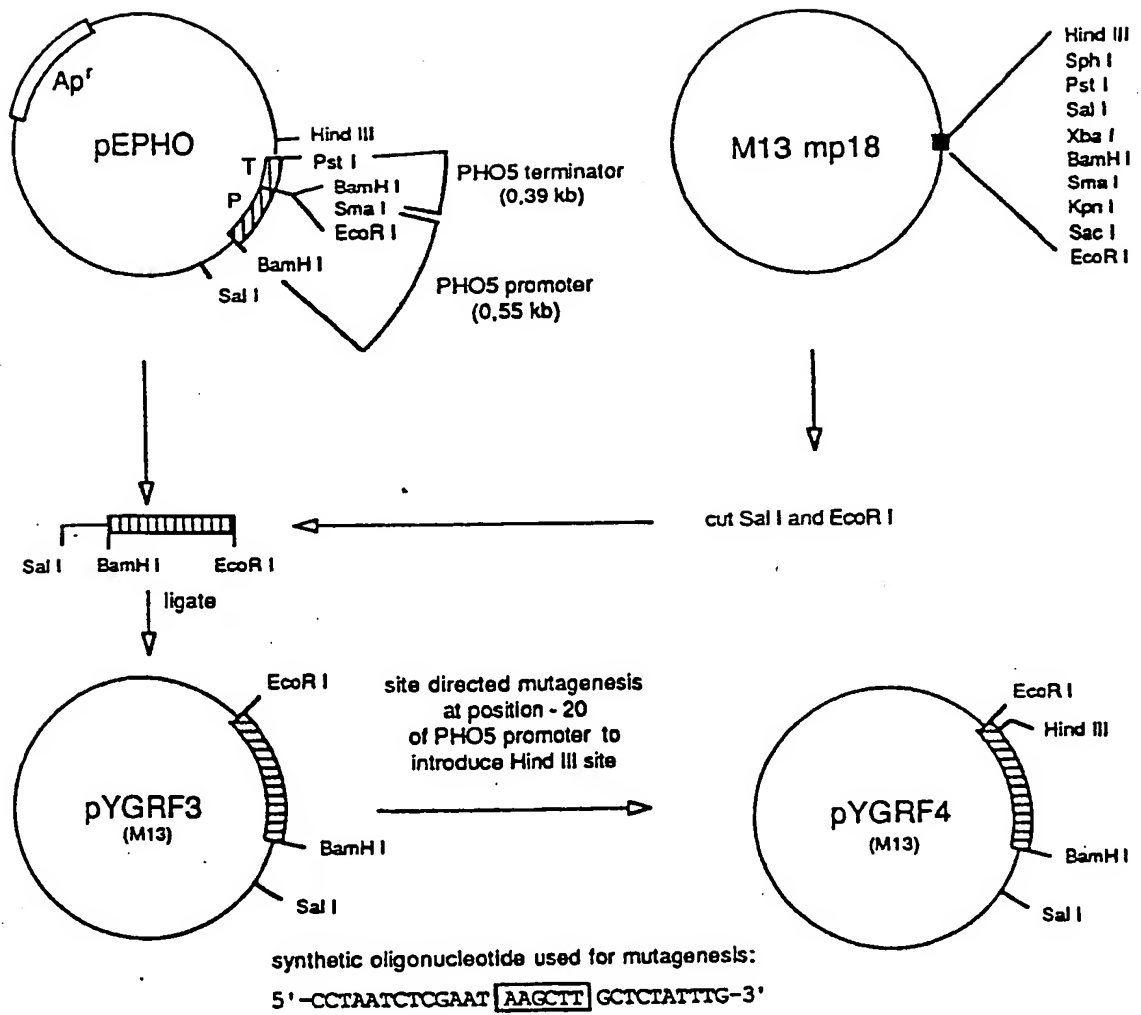 Apʳ
pEPHO
Hind III
T
Pst I
P
BamH I
Sma I
EcoR I
BamH I
Sal I
PHO5 terminator
(0,39 kb)
PHO5 promoter
(0,55 kb)
M13 mp18
Hind III
Sph I
Pst I
Sal I
Xba I
BamH I
Sma I
Kpn I
Sac I
EcoR I
cut Sal I and EcoR I
Sal I
BamH I
EcoR I
ligate
EcoR I
pYGRF3
(M13)
BamH I
Sal I
site directed mutagenesis
at position - 20
of PHO5 promoter to
introduce Hind III site
EcoR I
Hind III
pYGRF4
(M13)
BamH I
Sal I
synthetic oligonucleotide used for mutagenesis:
5'-CCTAATCTCGAAT AAGCTT GCTCTATTTG-3'